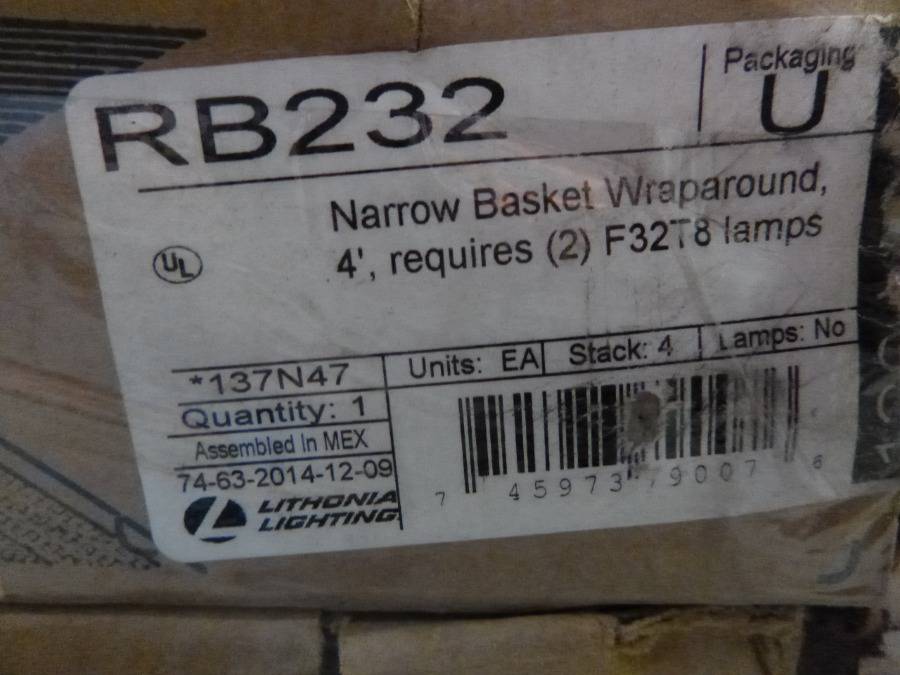 RB232
Packaging
U
Narrow Basket Wraparound,
4', requires (2) F32T8 lamps
UL
*137N47
Units: EA
Stack: 4
Lamps: No
Quantity: 1
Assembled In MEX
74-63-2014-12-09
LITHONIA
LIGHTING
7 45973 79007 6